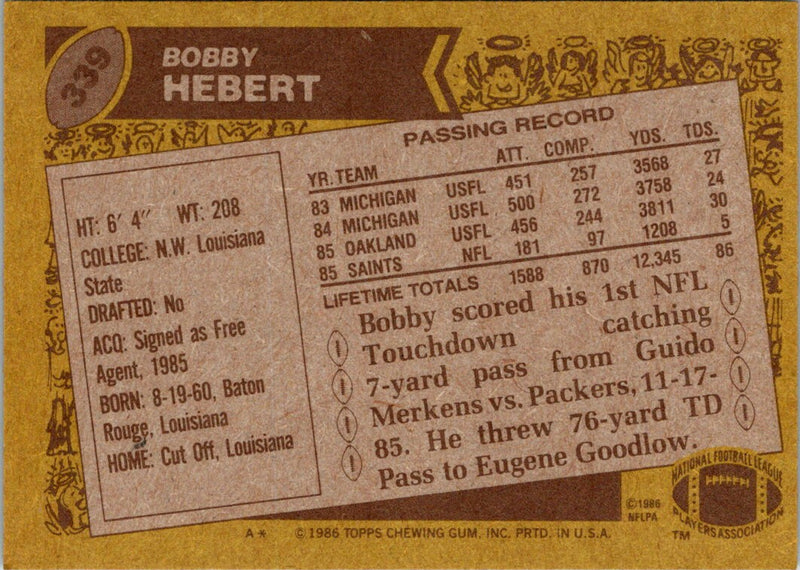 339
BOBBY
HEBERT
HT: 6' 4" WT: 208
COLLEGE: N.W. Louisiana
State
DRAFTED: No
ACQ: Signed as Free
Agent, 1985
BORN: 8-19-60, Baton
Rouge, Louisiana
HOME: Cut Off, Louisiana
PASSING RECORD
YR. TEAM ATT. COMP. YDS. TDS.
83 MICHIGAN USFL 451 257 3568 27
84 MICHIGAN USFL 500 272 3758 24
85 OAKLAND USFL 456 244 3811 30
85 SAINTS NFL 181 97 1208 5
LIFETIME TOTALS 1588 870 12,345 86
Bobby scored his 1st NFL
Touchdown catching
7-yard pass from Guido
Merkens vs. Packers, 11-17-
85. He threw 76-yard TD
Pass to Eugene Goodlow.
NATIONAL FOOTBALL LEAGUE
PLAYERS ASSOCIATION
TM
©1986
NFLPA
A* © 1986 TOPPS CHEWING GUM, INC. PRTD. IN U.S.A.